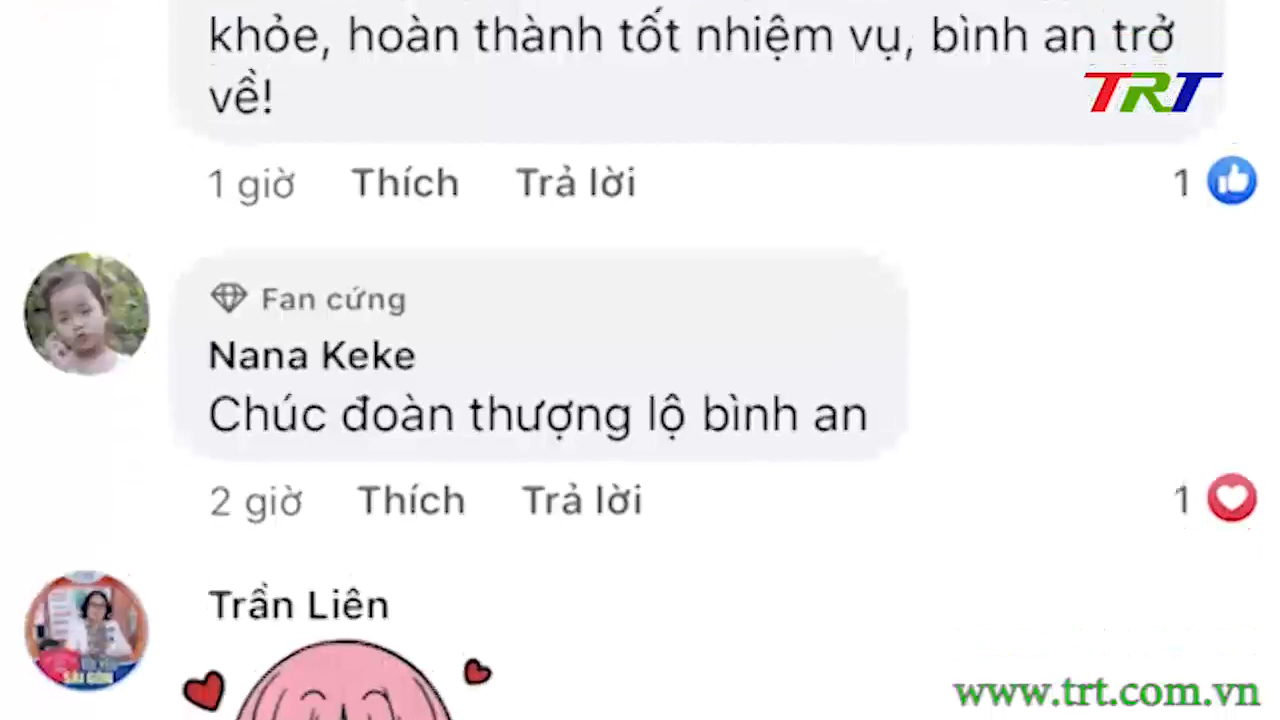 khỏe, hoàn thành tốt nhiệm vụ, bình an trở
về!
TRT
1 giờ Thích Trả lời 1
Fan cứng
Nana Keke
Chúc đoàn thượng lộ bình an
2 giờ Thích Trả lời 1
Trần Liên
SÀI GÒN
www.trt.com.vn